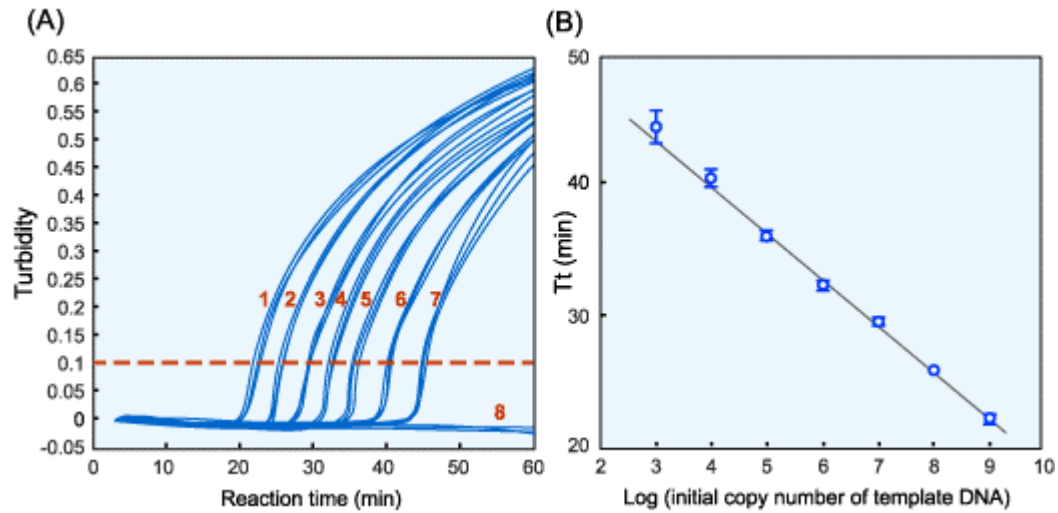 (A)
Turbidity
0.65
0.6
0.55
0.5
0.45
0.4
0.35
0.3
0.25
0.2
0.15
0.1
0.05
0
-0.05
1 2 3 4 5 6 7
8
0 10 20 30 40 50 60
Reaction time (min)
(B)
Tt (min)
50
40
30
20
2 3 4 5 6 7 8 9 10
Log (initial copy number of template DNA)